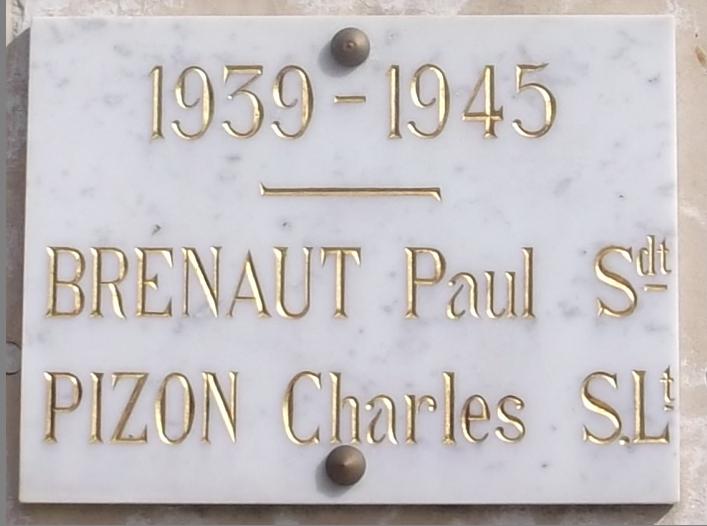 1939-1945
BRENAUT Paul Sdt
PIZON Charles S.Lt